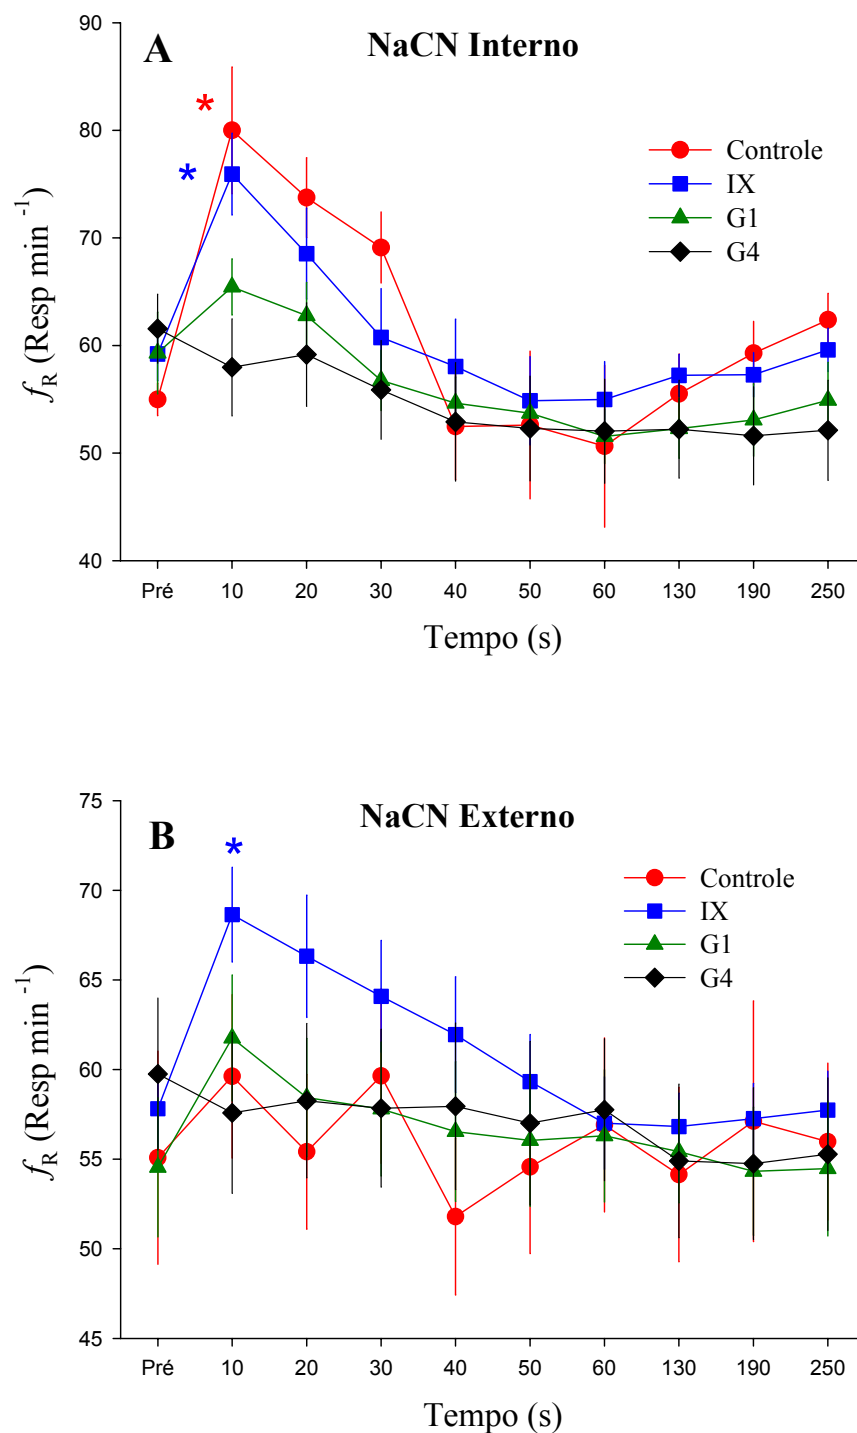 A
NaCN Interno
*
*
Controle
IX
G1
G4
90
80
70
60
50
40
fR (Resp min -1)
Pré 10 20 30 40 50 60 130 190 250
Tempo (s)
B
NaCN Externo
*
Controle
IX
G1
G4
75
70
65
60
55
50
45
fR (Resp min -1)
Pré 10 20 30 40 50 60 130 190 250
Tempo (s)